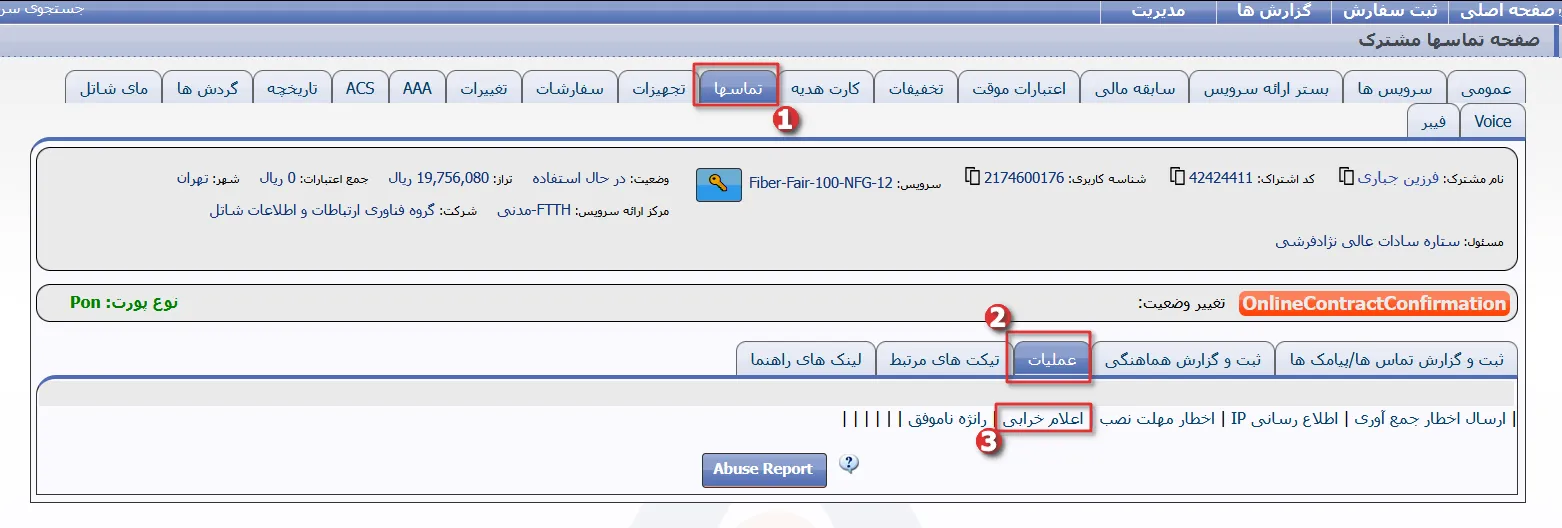 صفحه اصلی | ثبت سفارش | گزارش ها | مدیریت
جستجوی سر
صفحه تماسها مشترک
عمومی | سرویس ها | بستر ارائه سرویس | سابقه مالی | اعتبارات موقت | تخفیفات | کارت هدیه | تماسها | تجهیزات | سفارشات | تغییرات | AAA | ACS | تاریخچه | گردش ها | مای شاتل
1
Voice | فیبر
نام مشترک: فرزین جباری کد اشتراک: 42424411 شناسه کاربری: 2174600176 سرویس: Fiber-Fair-100-NFG-12 وضعیت: در حال استفاده تراز: 19,756,080 ریال جمع اعتبارات: 0 ریال شهر: تهران
مرکز ارائه سرویس: FTTH-مدنی شرکت: گروه فناوری ارتباطات و اطلاعات شاتل
مسئول: ستاره سادات عالی نژادفرشی
OnlineContractConfirmation تغییر وضعیت: نوع پورت: Pon
2
ثبت و گزارش تماس ها/پیامک ها | ثبت و گزارش هماهنگی | عملیات | تیکت های مرتبط | لینک های راهنما
| ارسال اخطار جمع آوری | اطلاع رسانی IP | اخطار مهلت نصب | اعلام خرابی | رانژه ناموفق | | | | | |
3
Abuse Report ?